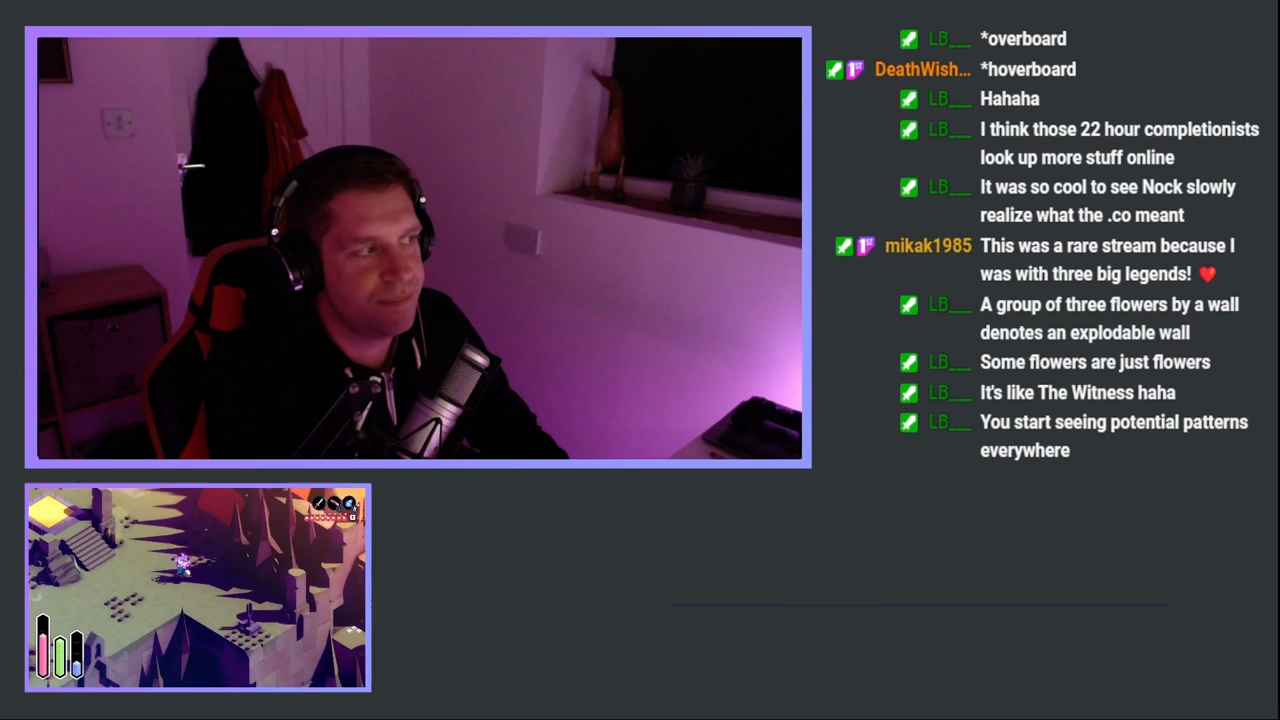 LB___ *overboard
DeathWish... *hoverboard
LB___ Hahaha
LB___ I think those 22 hour completionists
look up more stuff online
LB___ It was so cool to see Nock slowly
realize what the .co meant
mikak1985 This was a rare stream because I
was with three big legends! ❤️
LB___ A group of three flowers by a wall
denotes an explodable wall
LB___ Some flowers are just flowers
LB___ It's like The Witness haha
LB___ You start seeing potential patterns
everywhere